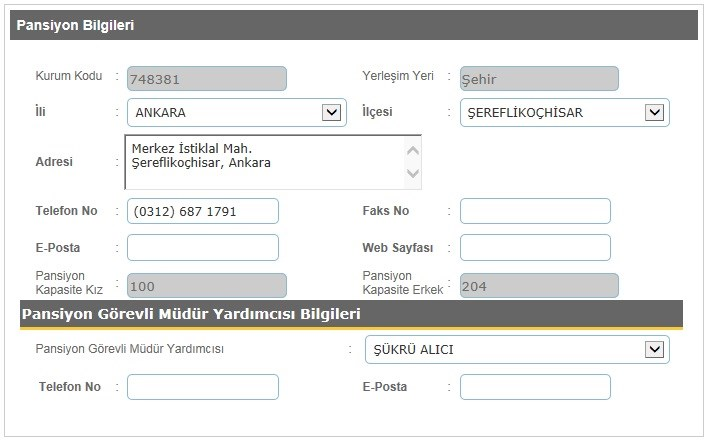 Pansiyon Bilgileri
Kurum Kodu : 748381 Yerleşim Yeri : Şehir
İli : ANKARA İlçesi : ŞEREFLİKOÇHİSAR
Adresi : Merkez İstiklal Mah.
Şereflikoçhisar, Ankara
Telefon No : (0312) 687 1791 Faks No :
E-Posta : Web Sayfası :
Pansiyon Kapasite Kız : 100 Pansiyon Kapasite Erkek : 204
Pansiyon Görevli Müdür Yardımcısı Bilgileri
Pansiyon Görevli Müdür Yardımcısı : ŞÜKRÜ ALICI
Telefon No : E-Posta :